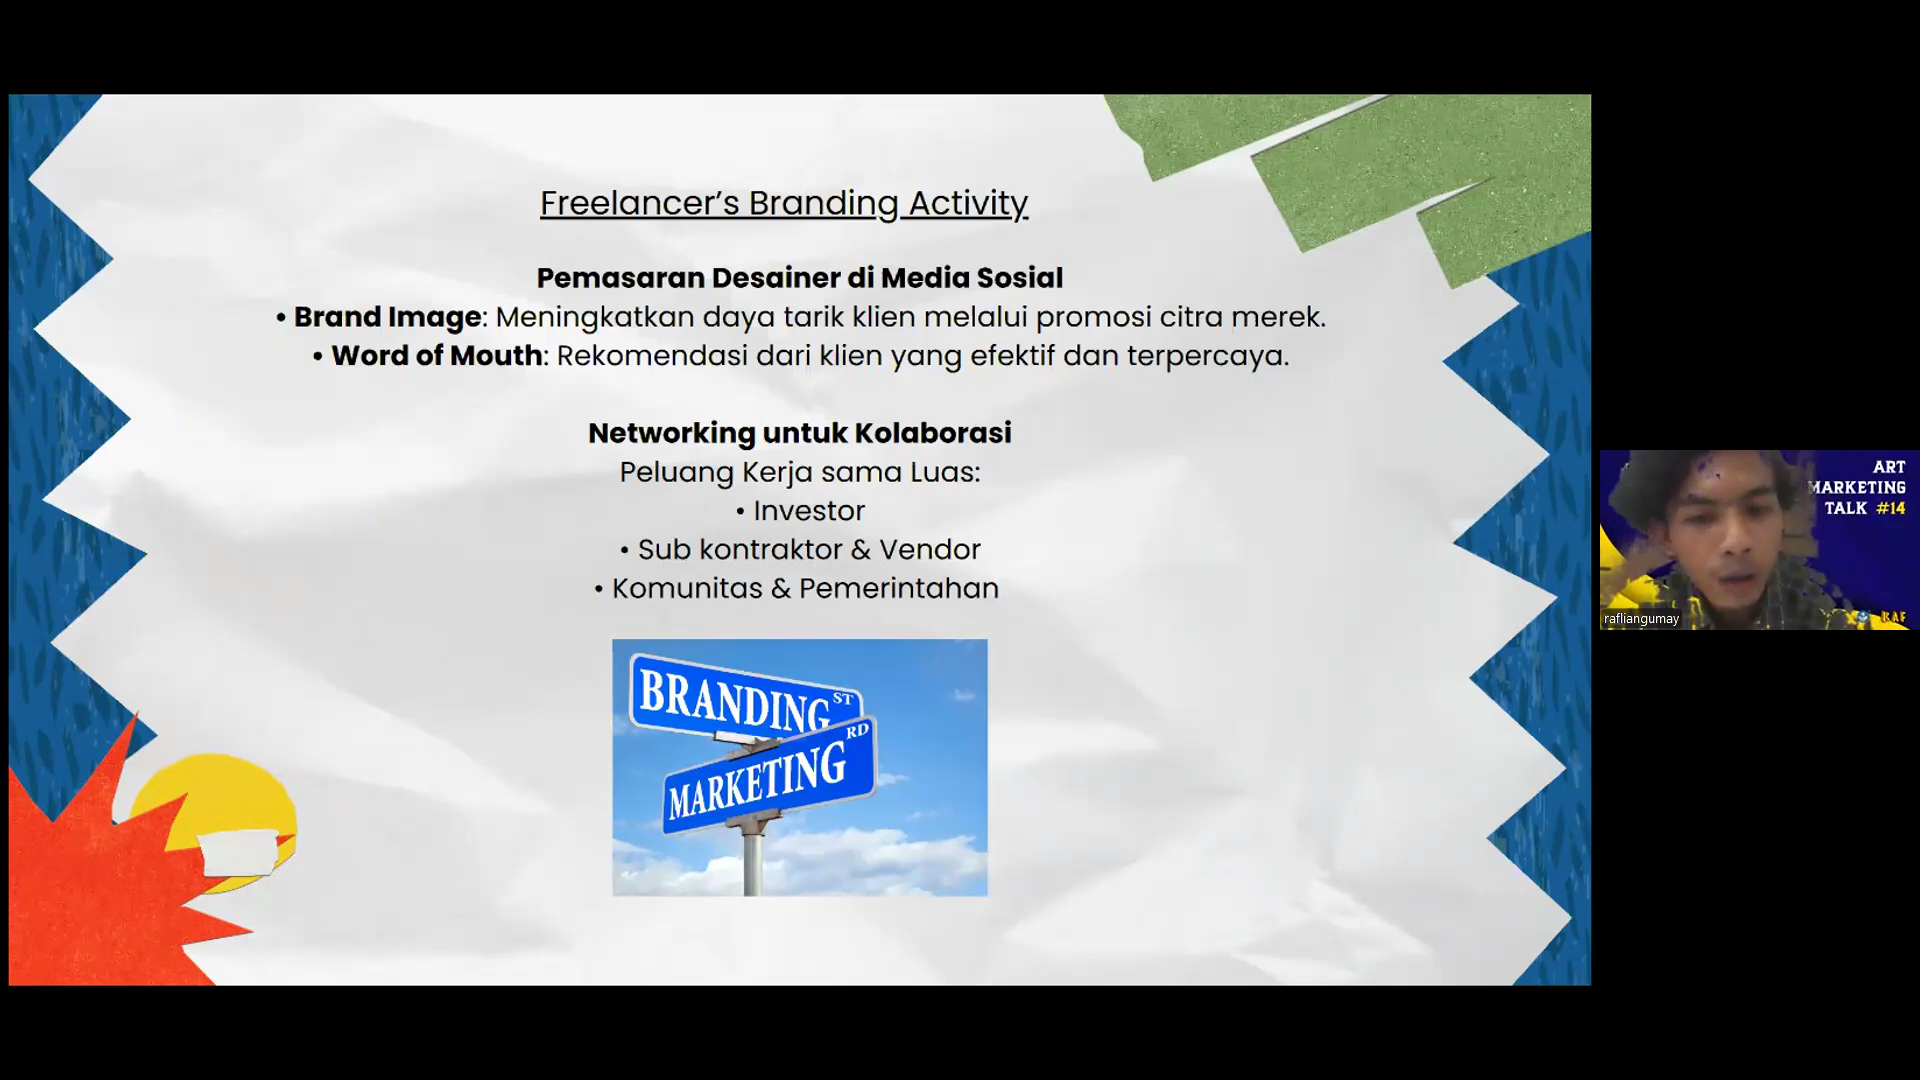 Freelancer’s Branding Activity
Pemasaran Desainer di Media Sosial
• Brand Image: Meningkatkan daya tarik klien melalui promosi citra merek.
• Word of Mouth: Rekomendasi dari klien yang efektif dan terpercaya.
Networking untuk Kolaborasi
Peluang Kerja sama Luas:
• Investor
• Sub kontraktor & Vendor
• Komunitas & Pemerintahan
BRANDING ST
MARKETING RD
ART
MARKETING
TALK #14
rafliangumay